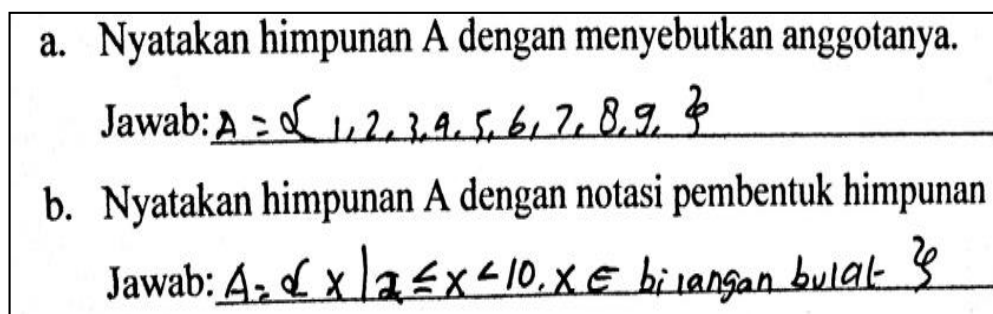 a. Nyatakan himpunan A dengan menyebutkan anggotanya.
Jawab: A = { 1, 2, 3, 4, 5, 6, 7, 8, 9, }
b. Nyatakan himpunan A dengan notasi pembentuk himpunan
Jawab: A = { x | 2 ≤ x < 10, x ∈ bilangan bulat }